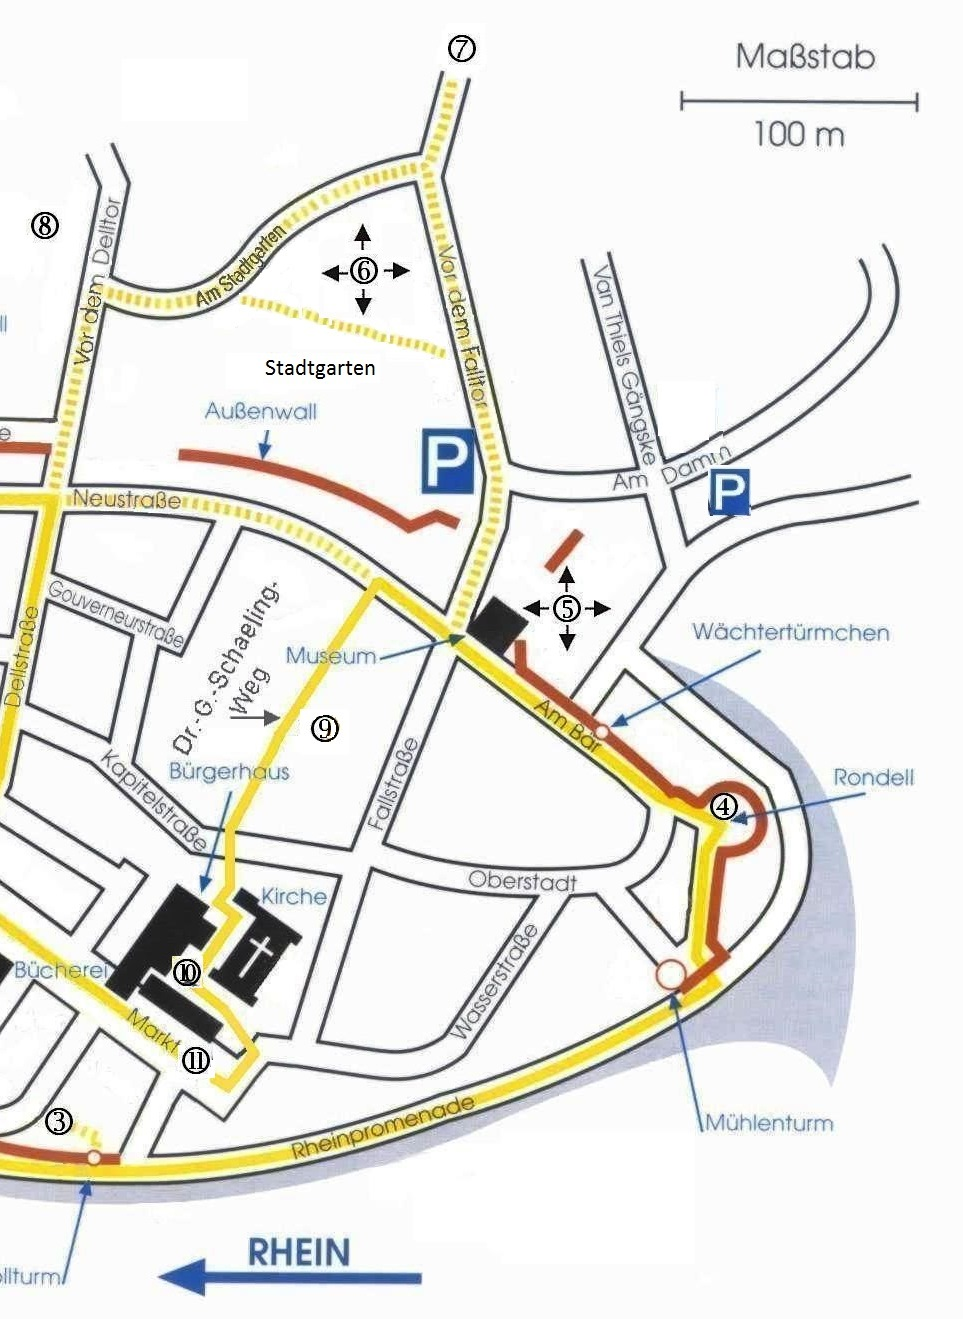 ⑦
Maßstab
100 m
⑧
Vor dem Delltor
Am Stadtgarten
⑥
Vor dem Falltor
Van Thiels Gängske
Stadtgarten
Außenwall
P
Am Damm
P
Neustraße
Gouverneurstraße
Dellstraße
Dr.-G.-Schaeling-
Weg
Museum
⑤
Wächtertürmchen
Am Bär
⑨
Rondell
④
Bürgerhaus
Kapitelstraße
Fallstraße
Oberstadt
Kirche
Bücherei
⑩
Wasserstraße
Markt
⑪
③
Rheinpromenade
Mühlenturm
RHEIN
ollturm